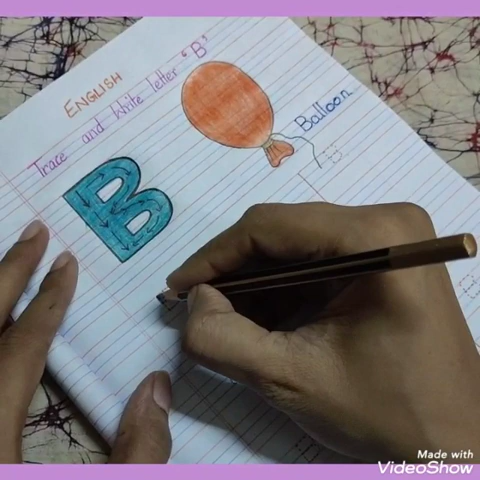 ENGLISH
Trace and Write letter "B"
Balloon
B
Made with
VideoShow